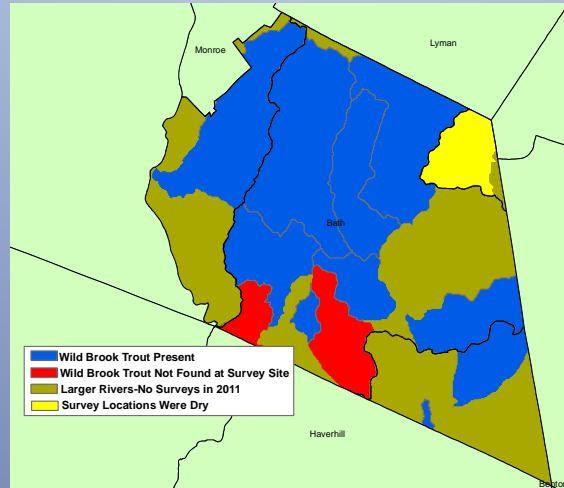 Lyman
Monroe
Bath
Wild Brook Trout Present
Wild Brook Trout Not Found at Survey Site
Larger Rivers-No Surveys in 2011
Survey Locations Were Dry
Haverhill
Benton